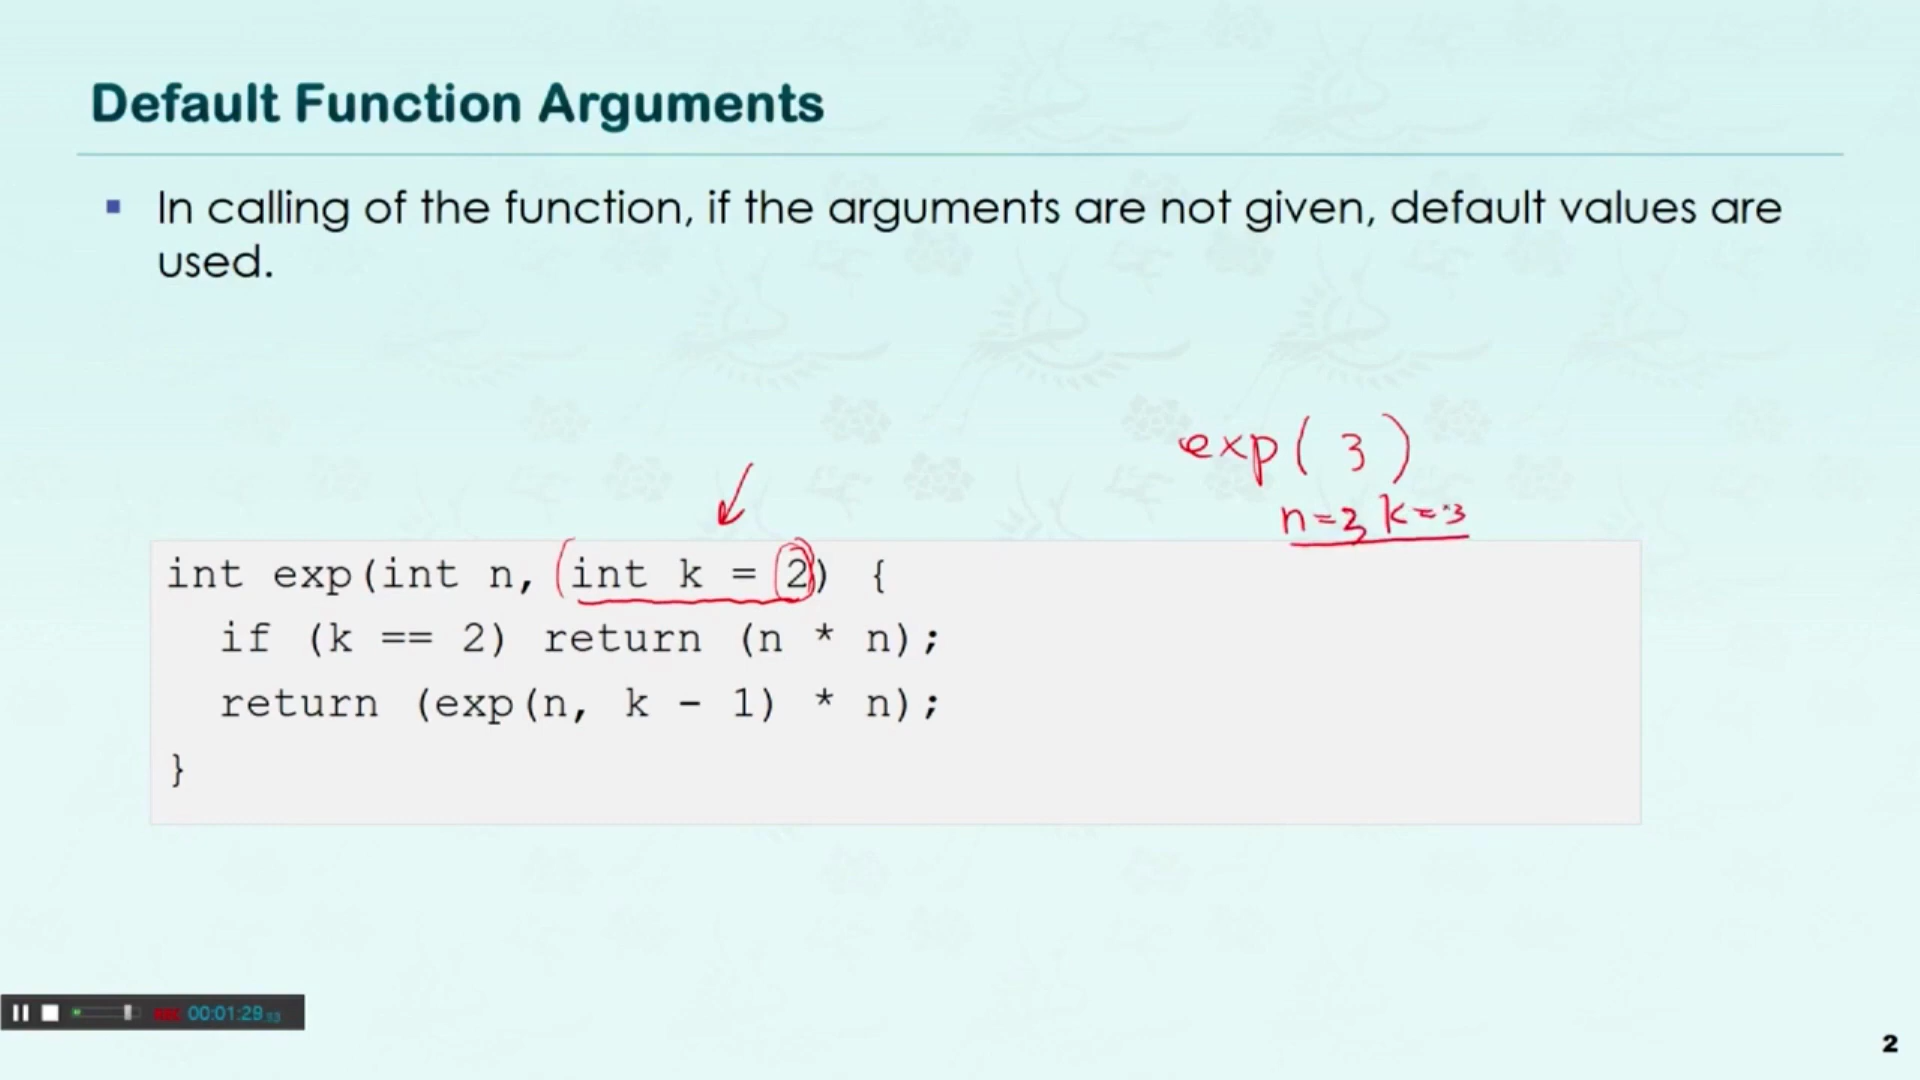 Default Function Arguments
▪ In calling of the function, if the arguments are not given, default values are
used.
exp( 3 )
n=3 k=3
int exp(int n, (int k = 2) {
if (k == 2) return (n * n);
return (exp(n, k - 1) * n);
}
REC 00:01:29
2